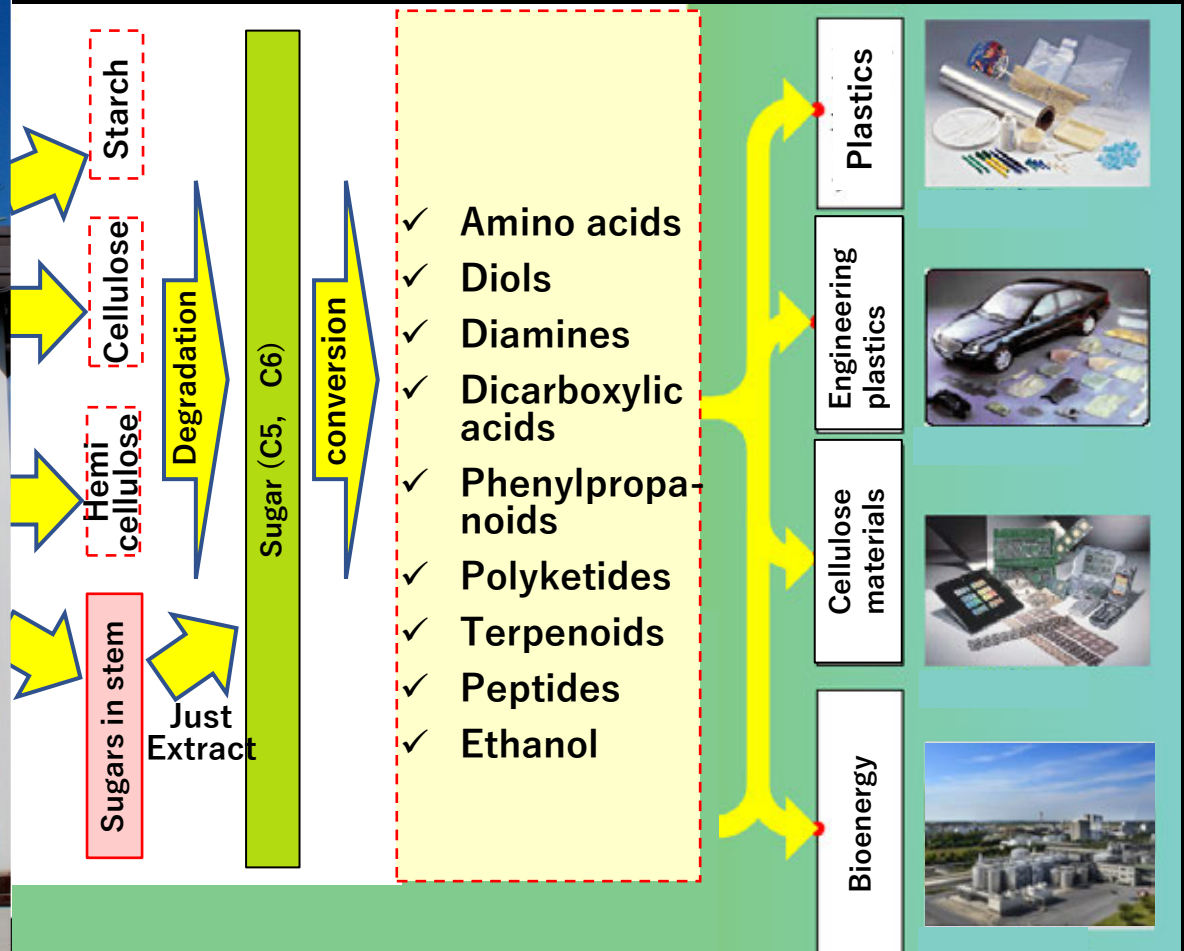 Starch
Cellulose
Hemi
cellulose
Sugars in stem
Degradation
Just
Extract
Sugar (C5, C6)
conversion
✓ Amino acids
✓ Diols
✓ Diamines
✓ Dicarboxylic
acids
✓ Phenylpropa-
noids
✓ Polyketides
✓ Terpenoids
✓ Peptides
✓ Ethanol
Plastics
Engineering
plastics
Cellulose
materials
Bioenergy